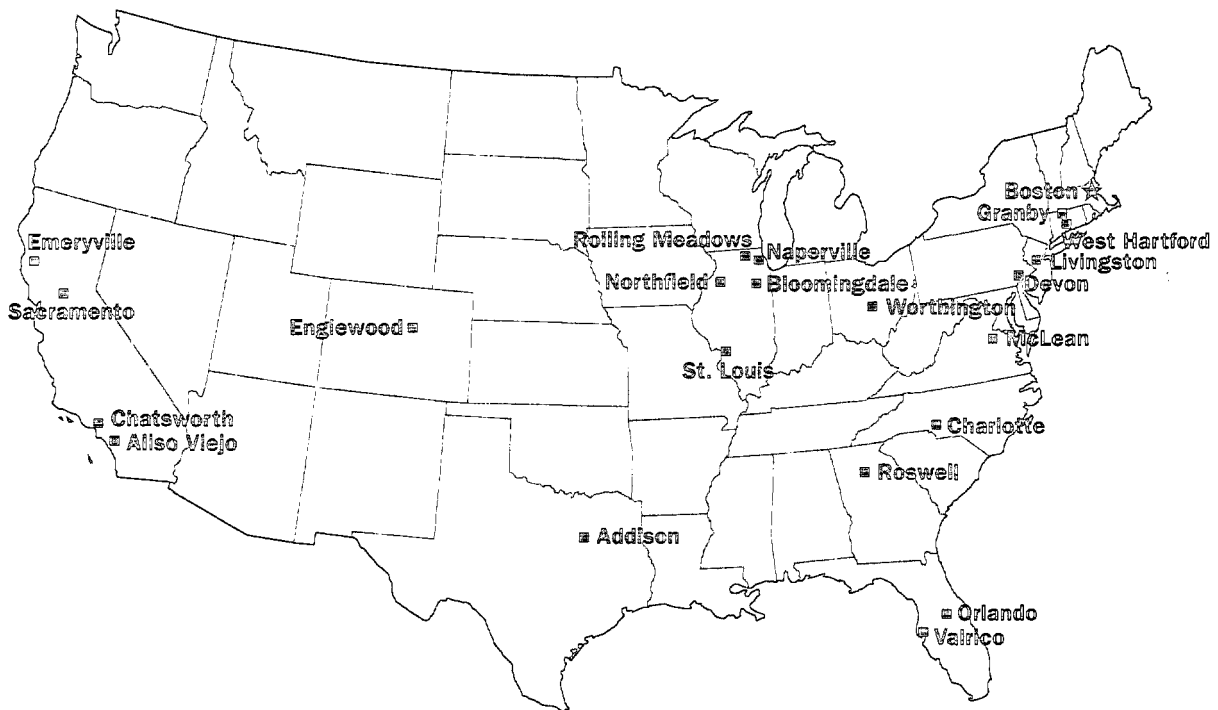 Boston
Granby
West Hartford
Emeryville
Rolling Meadows
Naperville
Livingston
Northfield
Bloomingdale
Devon
Sacramento
Worthington
Englewood
McLean
St. Louis
Chatsworth
Charlotte
Aliso Viejo
Roswell
Addison
Orlando
Valrico